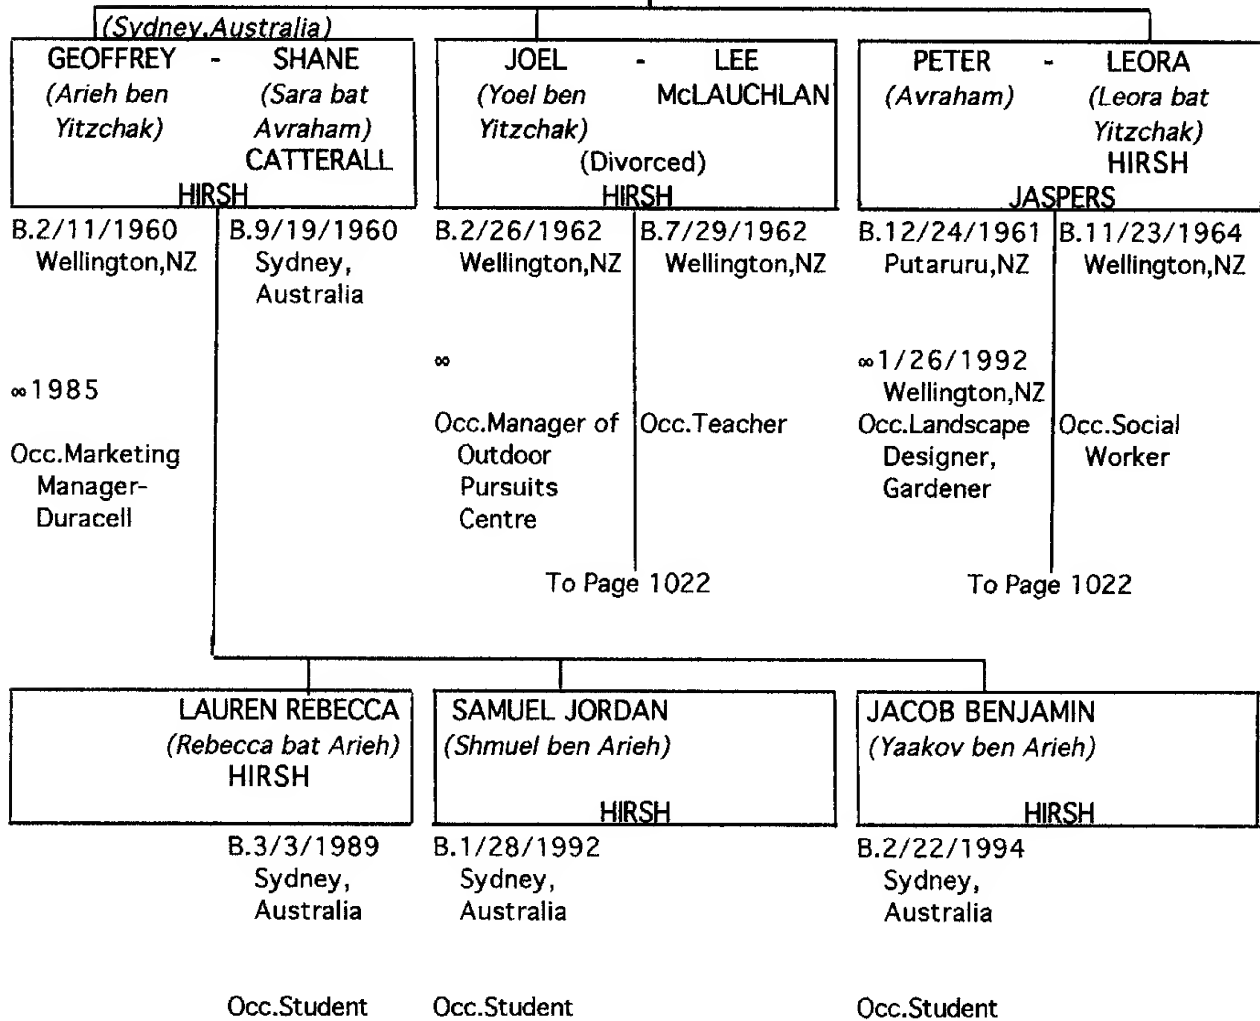 (Sydney,Australia)
GEOFFREY - SHANE
(Arieh ben Yitzchak)
(Sara bat Avraham)
CATTERALL
HIRSH
B.2/11/1960
Wellington,NZ
B.9/19/1960
Sydney,
Australia
∞1985
Occ.Marketing
Manager-
Duracell
JOEL - LEE
(Yoel ben
Yitzchak)
McLAUCHLAN
(Divorced)
HIRSH
B.2/26/1962
Wellington,NZ
B.7/29/1962
Wellington,NZ
∞
Occ.Manager of
Outdoor
Pursuits
Centre
Occ.Teacher
To Page 1022
PETER - LEORA
(Avraham)
(Leora bat
Yitzchak)
HIRSH
JASPERS
B.12/24/1961
Putaruru,NZ
B.11/23/1964
Wellington,NZ
∞1/26/1992
Wellington,NZ
Occ.Landscape
Designer,
Gardener
Occ.Social
Worker
To Page 1022
LAUREN REBECCA
(Rebecca bat Arieh)
HIRSH
B.3/3/1989
Sydney,
Australia
Occ.Student
SAMUEL JORDAN
(Shmuel ben Arieh)
HIRSH
B.1/28/1992
Sydney,
Australia
Occ.Student
JACOB BENJAMIN
(Yaakov ben Arieh)
HIRSH
B.2/22/1994
Sydney,
Australia
Occ.Student